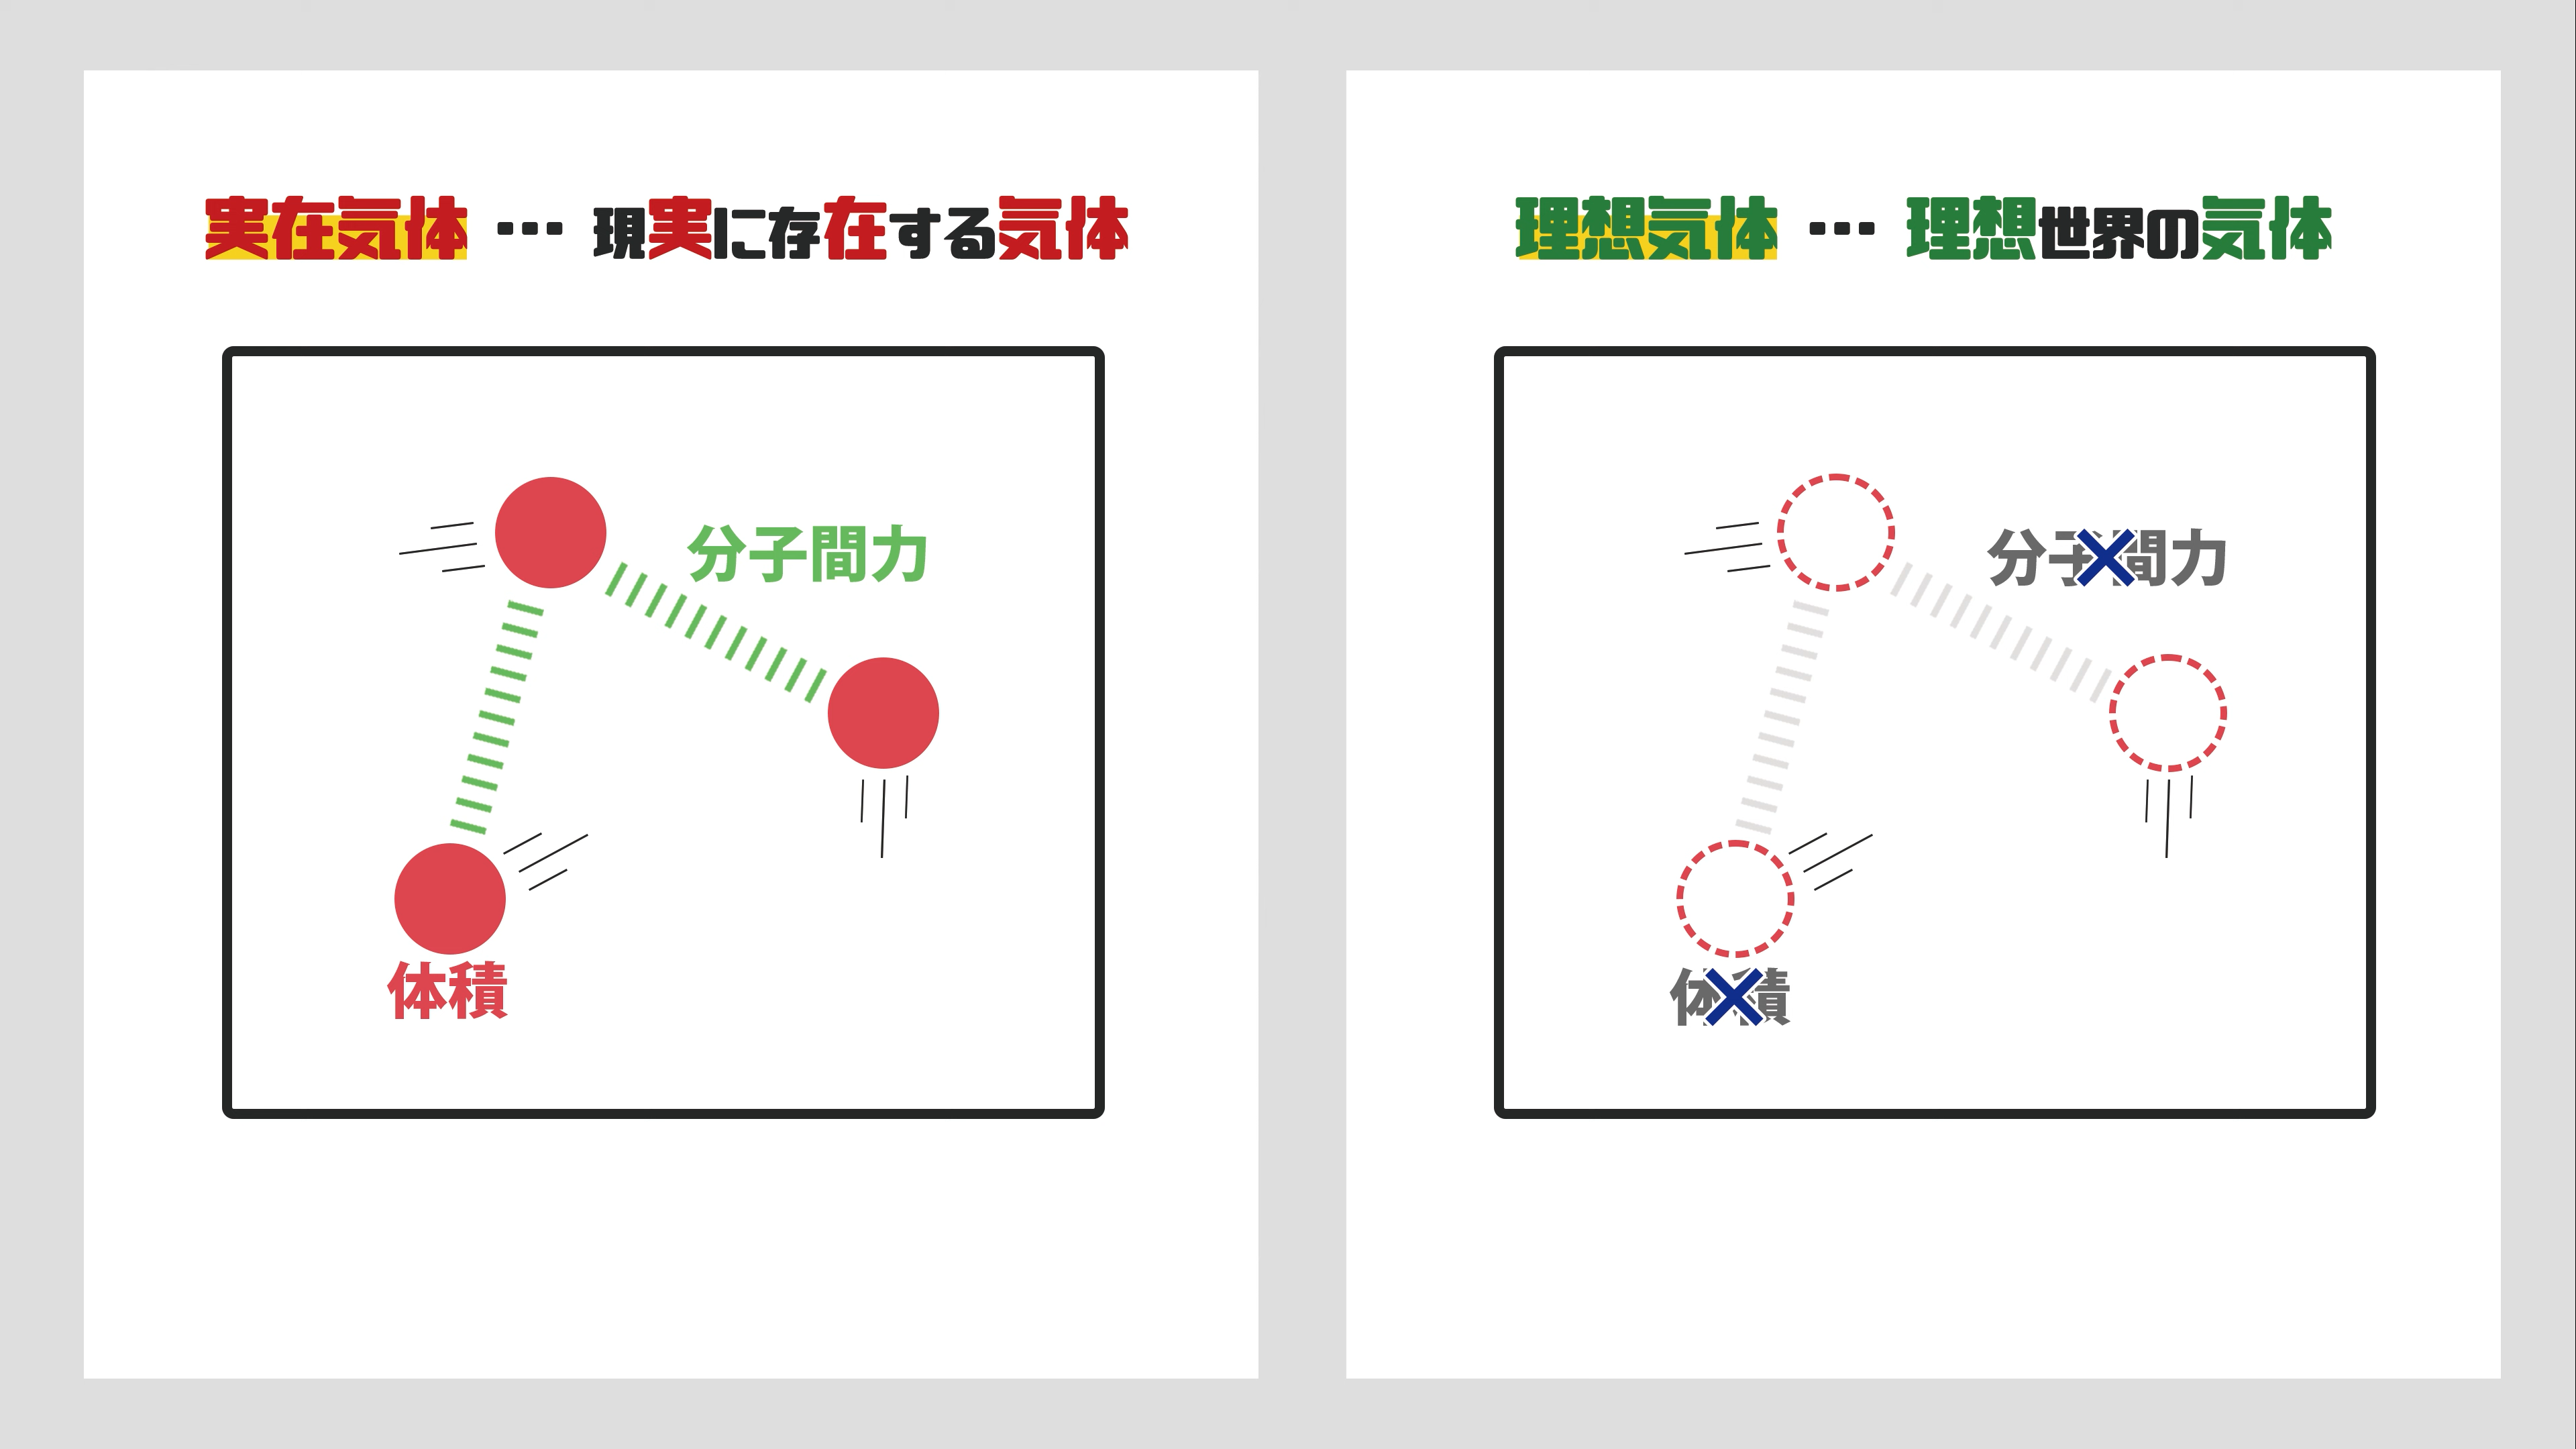 実在気体 ··· 現実に存在する気体
分子間力
体積
理想気体 ··· 理想世界の気体
分子間力
体積